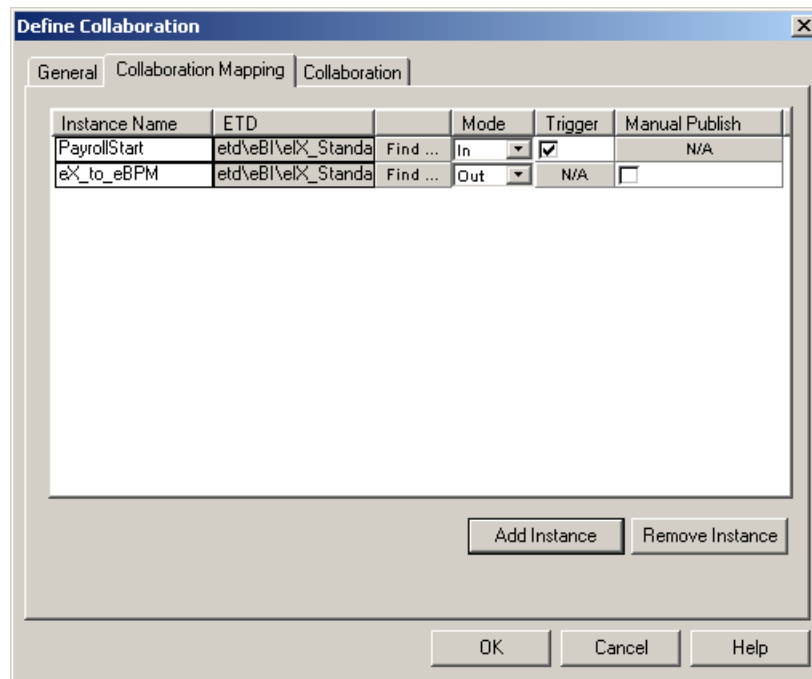 Define Collaboration
General Collaboration Mapping Collaboration
Instance Name ETD Mode Trigger Manual Publish
PayrollStart etd\eBI\eIX_Standa Find ... In N/A
eX_to_eBPM etd\eBI\eIX_Standa Find ... Out N/A
Add Instance Remove Instance
OK Cancel Help